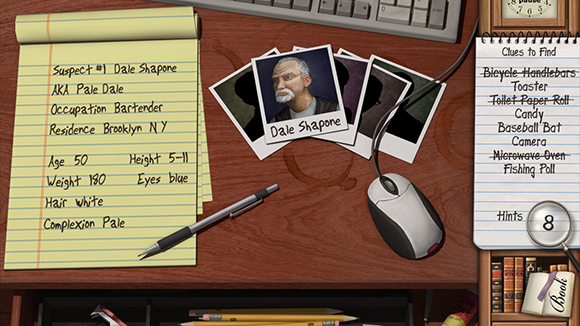 Suspect #1 Dale Shapone
AKA Pale Dale
Occupation Bartender
Residence Brooklyn NY
Age 50 Height 5-11
Weight 180 Eyes blue
Hair white
Complexion Pale
Dale Shapone
pause
Clues to Find
Bicycle Handlebars
Toaster
Toilet Paper Roll
Candy
Baseball Bat
Camera
Microwave Oven
Fishing Poll
Hints 8
Book